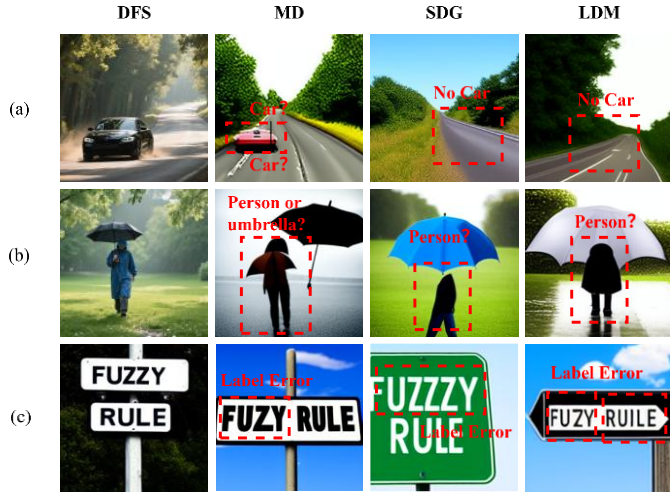 DFS MD SDG LDM
(a)
Car?
Car?
No Car
No Car
(b)
Person or
umbrella?
Person?
Person?
(c)
FUZZY
RULE
Label Error
FUZY RULE
FUZZZY
RULE
Label Error
Label Error
FUZY RUILE